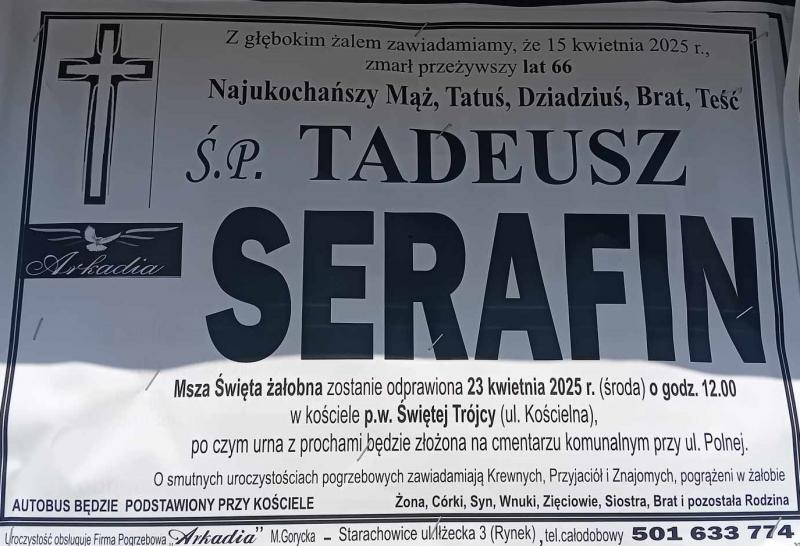 Z głębokim żalem zawiadamiamy, że 15 kwietnia 2025 r.,
zmarł przeżywszy lat 66
Najukochańszy Mąż, Tatuś, Dziadziuś, Brat, Teść
Ś.P. TADEUSZ
SERAFIN
Arkadia
Msza Święta żałobna zostanie odprawiona 23 kwietnia 2025 r. (środa) o godz. 12.00
w kościele p.w. Świętej Trójcy (ul. Kościelna),
po czym urna z prochami będzie złożona na cmentarzu komunalnym przy ul. Polnej.
O smutnych uroczystościach pogrzebowych zawiadamiają Krewnych, Przyjaciół i Znajomych, pogrążeni w żałobie
AUTOBUS BĘDZIE PODSTAWIONY PRZY KOŚCIELE Żona, Córki, Syn, Wnuki, Zięciowie, Siostra, Brat i pozostała Rodzina
Uroczystość obsługuje Firma Pogrzebowa „Arkadia" M.Gorycka – Starachowice ul.Iłżecka 3 (Rynek), tel.całodobowy 501 633 774